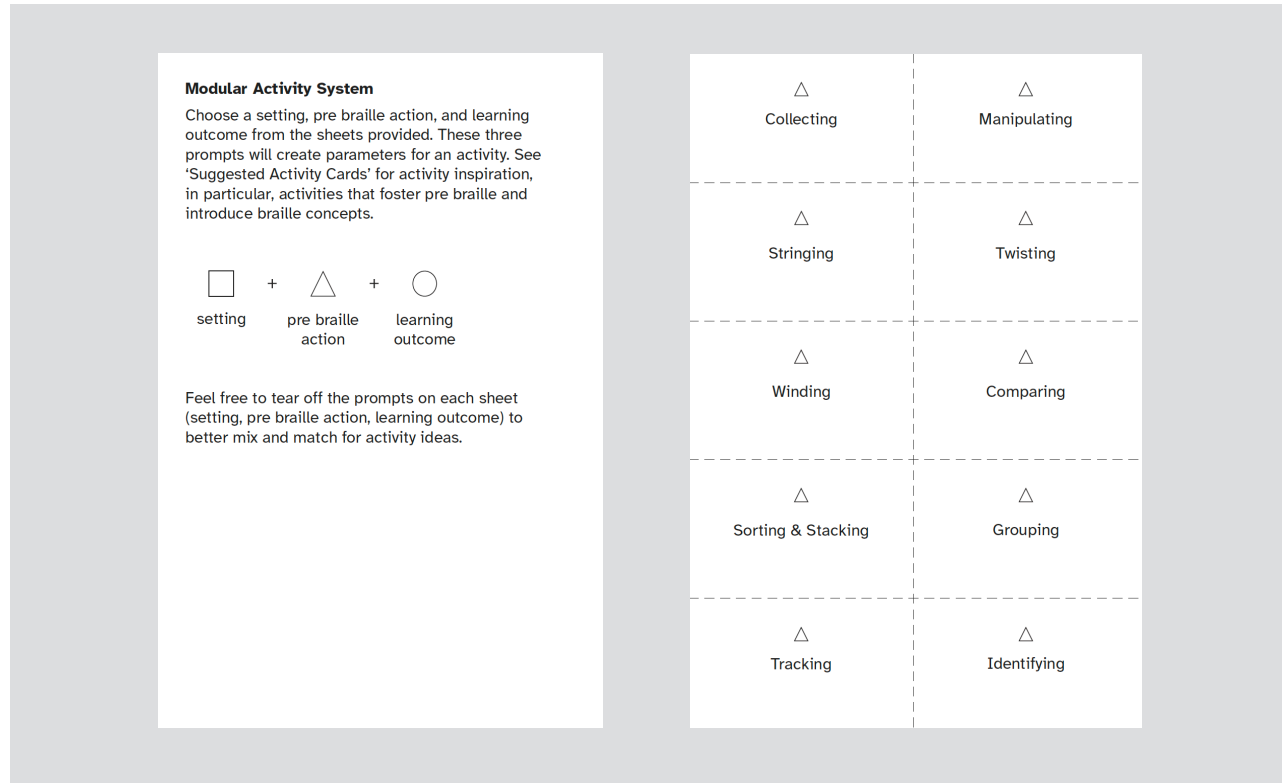 Modular Activity System
Choose a setting, pre braille action, and learning
outcome from the sheets provided. These three
prompts will create parameters for an activity. See
‘Suggested Activity Cards’ for activity inspiration,
in particular, activities that foster pre braille and
introduce braille concepts.
+ +
setting
pre braille
action
learning
outcome
Feel free to tear off the prompts on each sheet
(setting, pre braille action, learning outcome) to
better mix and match for activity ideas.
Collecting
Manipulating
Stringing
Twisting
Winding
Comparing
Sorting & Stacking
Grouping
Tracking
Identifying